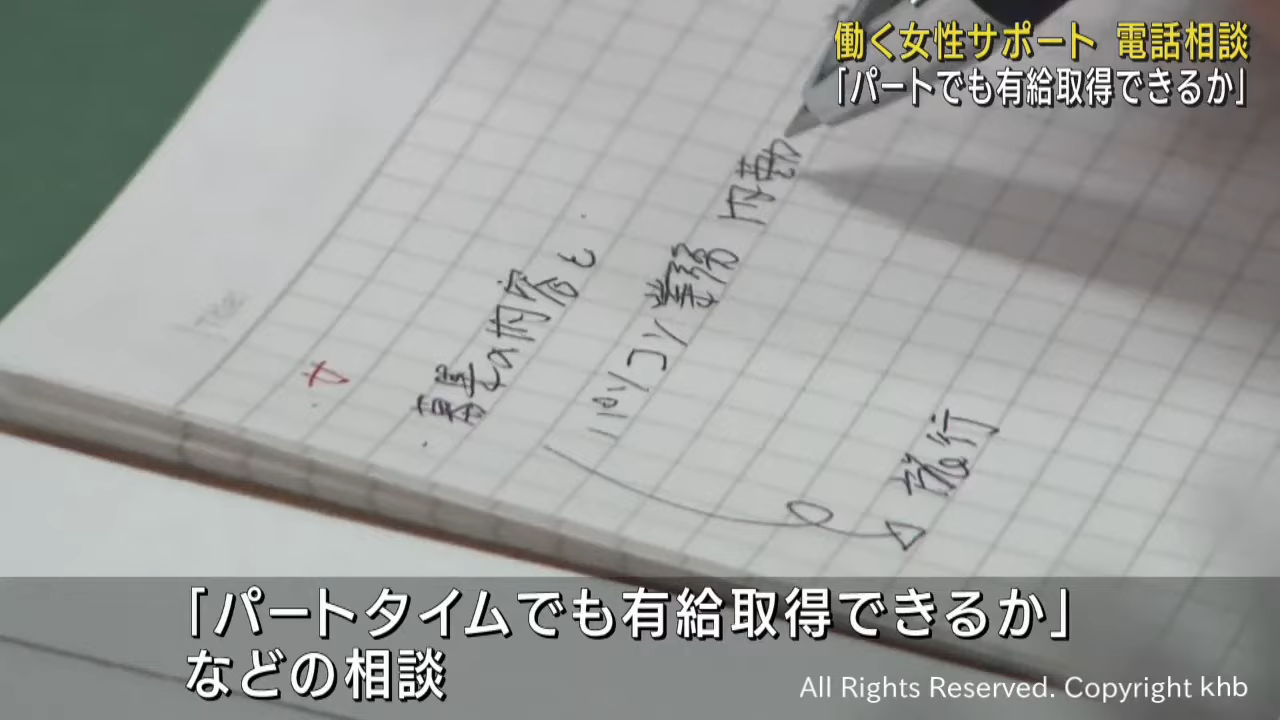 働く女性サポート 電話相談
「パートでも有給取得できるか」
募集の内容と
パソコン業務 内勤
施行
「パートタイムでも有給取得できるか」
などの相談
All Rights Reserved. Copyright khb